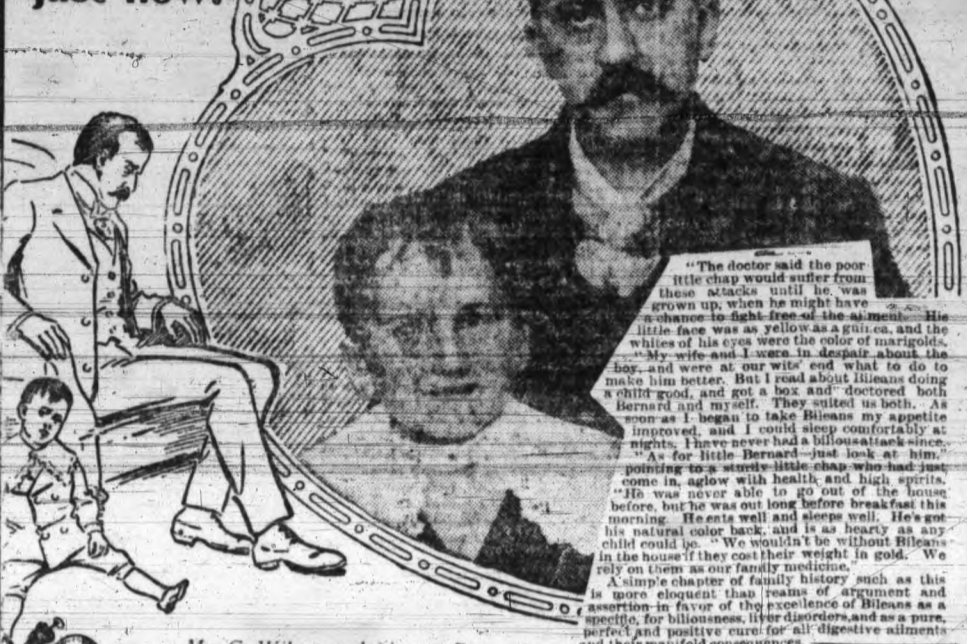 just now.
"The doctor said the poor
little chap would suffer from
these attacks until he was
grown up, when he might have
a chance to fight free of the ailment. His
little face was as yellow as a guinea, and the
whites of his eyes were the color of marigolds.
"My wife and I were in despair about the
boy, and were at our wits' end what to do to
make him better. But I read about Bileans doing
a child good, and got a box and doctored both
Bernard and myself. They suited us both. As
soon as I began to take Bileans my appetite
improved, and I could sleep comfortably at
nights. I have never had a bilious attack since.
"As for little Bernard—just look at him,"
pointing to a sturdy little chap who had just
come in, aglow with health and high spirits.
"He was never able to go out of the house
before, but he was out long before breakfast this
morning. He eats well and sleeps well. He's got
his natural color back, and is as hearty as any
child could be. "We wouldn't be without Bileans
in the house if they cost their weight in gold. We
rely on them as our family medicine."
A simple chapter of family history such as this
is more eloquent than reams of argument and
assertion in favor of the excellence of Bileans as a
specific, for biliousness, liver disorders, and as a pure,
perfect and positive cure for all digestive ailments
and their manifold consequences